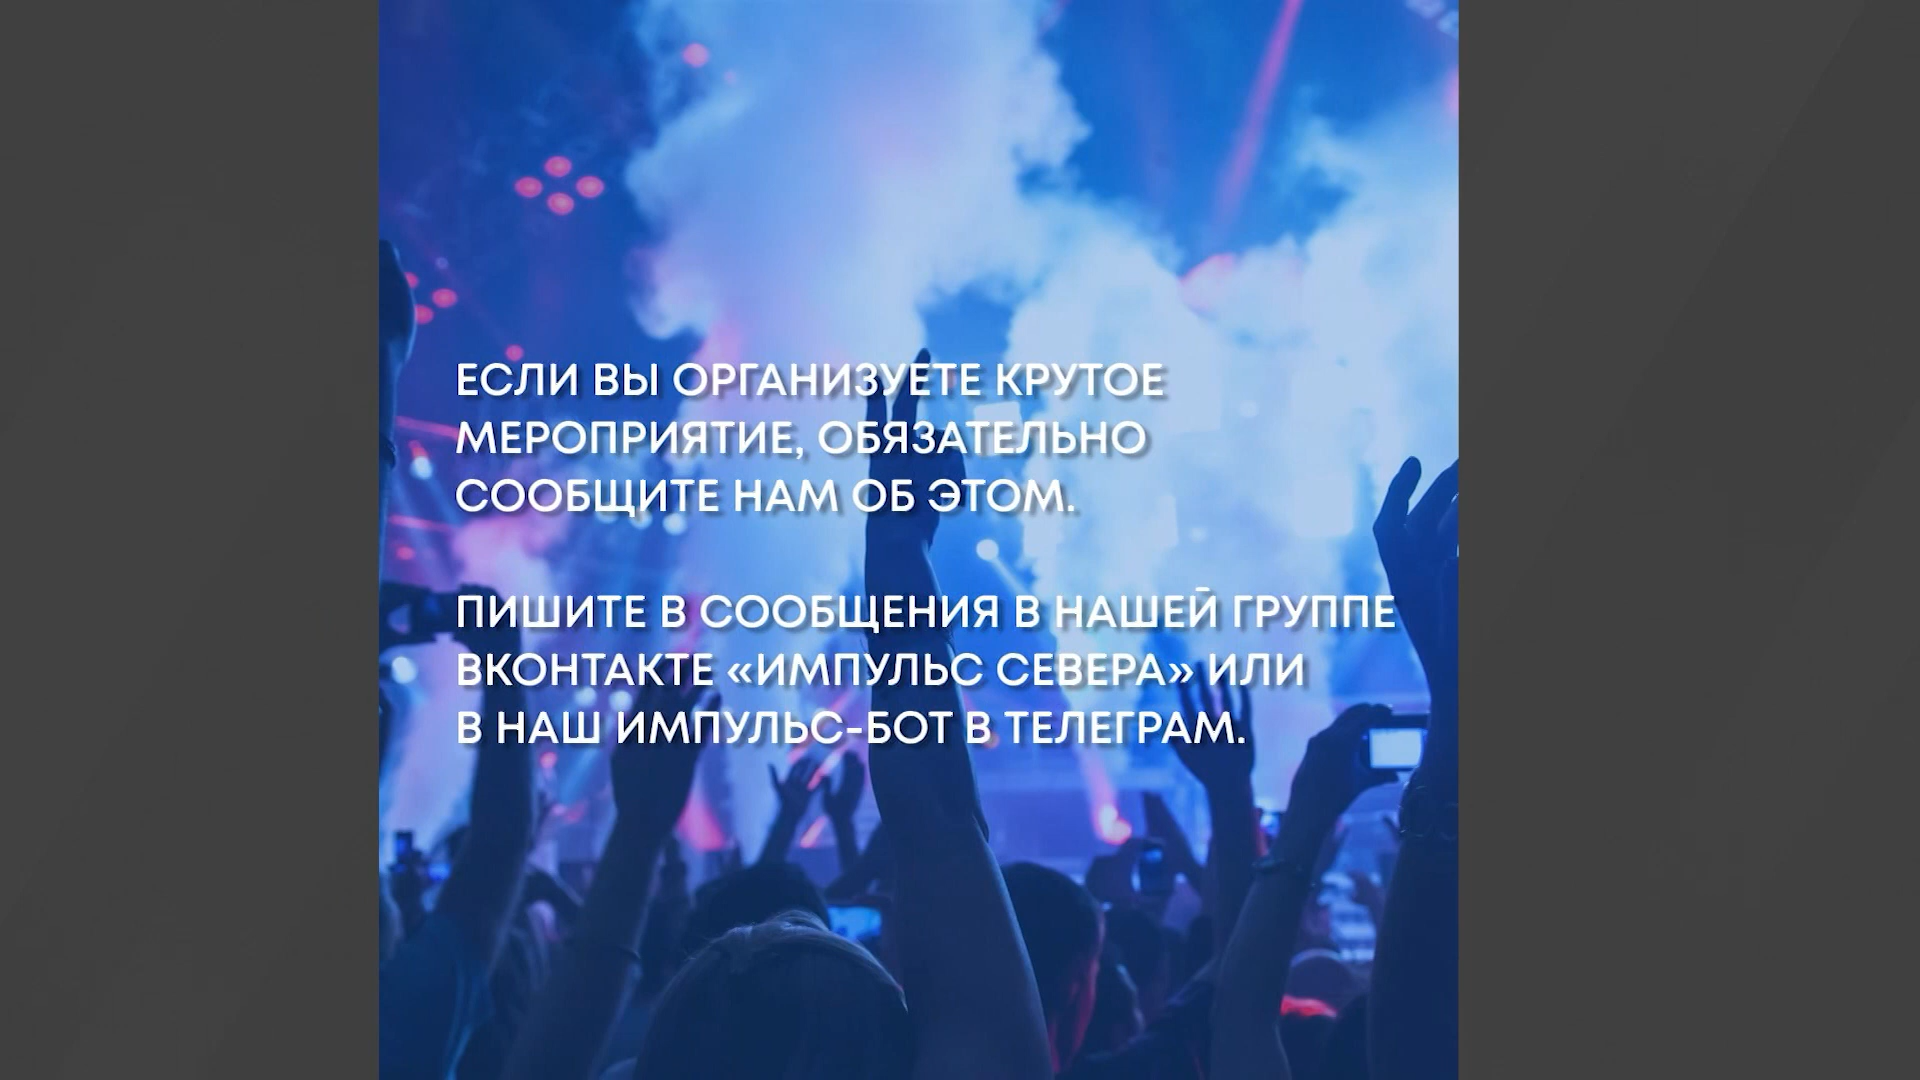 ЕСЛИ ВЫ ОРГАНИЗУЕТЕ КРУТОЕ
МЕРОПРИЯТИЕ, ОБЯЗАТЕЛЬНО
СООБЩИТЕ НАМ ОБ ЭТОМ.
ПИШИТЕ В СООБЩЕНИЯ В НАШЕЙ ГРУППЕ
ВКОНТАКТЕ «ИМПУЛЬС СЕВЕРА» ИЛИ
В НАШ ИМПУЛЬС-БОТ В ТЕЛЕГРАМ.